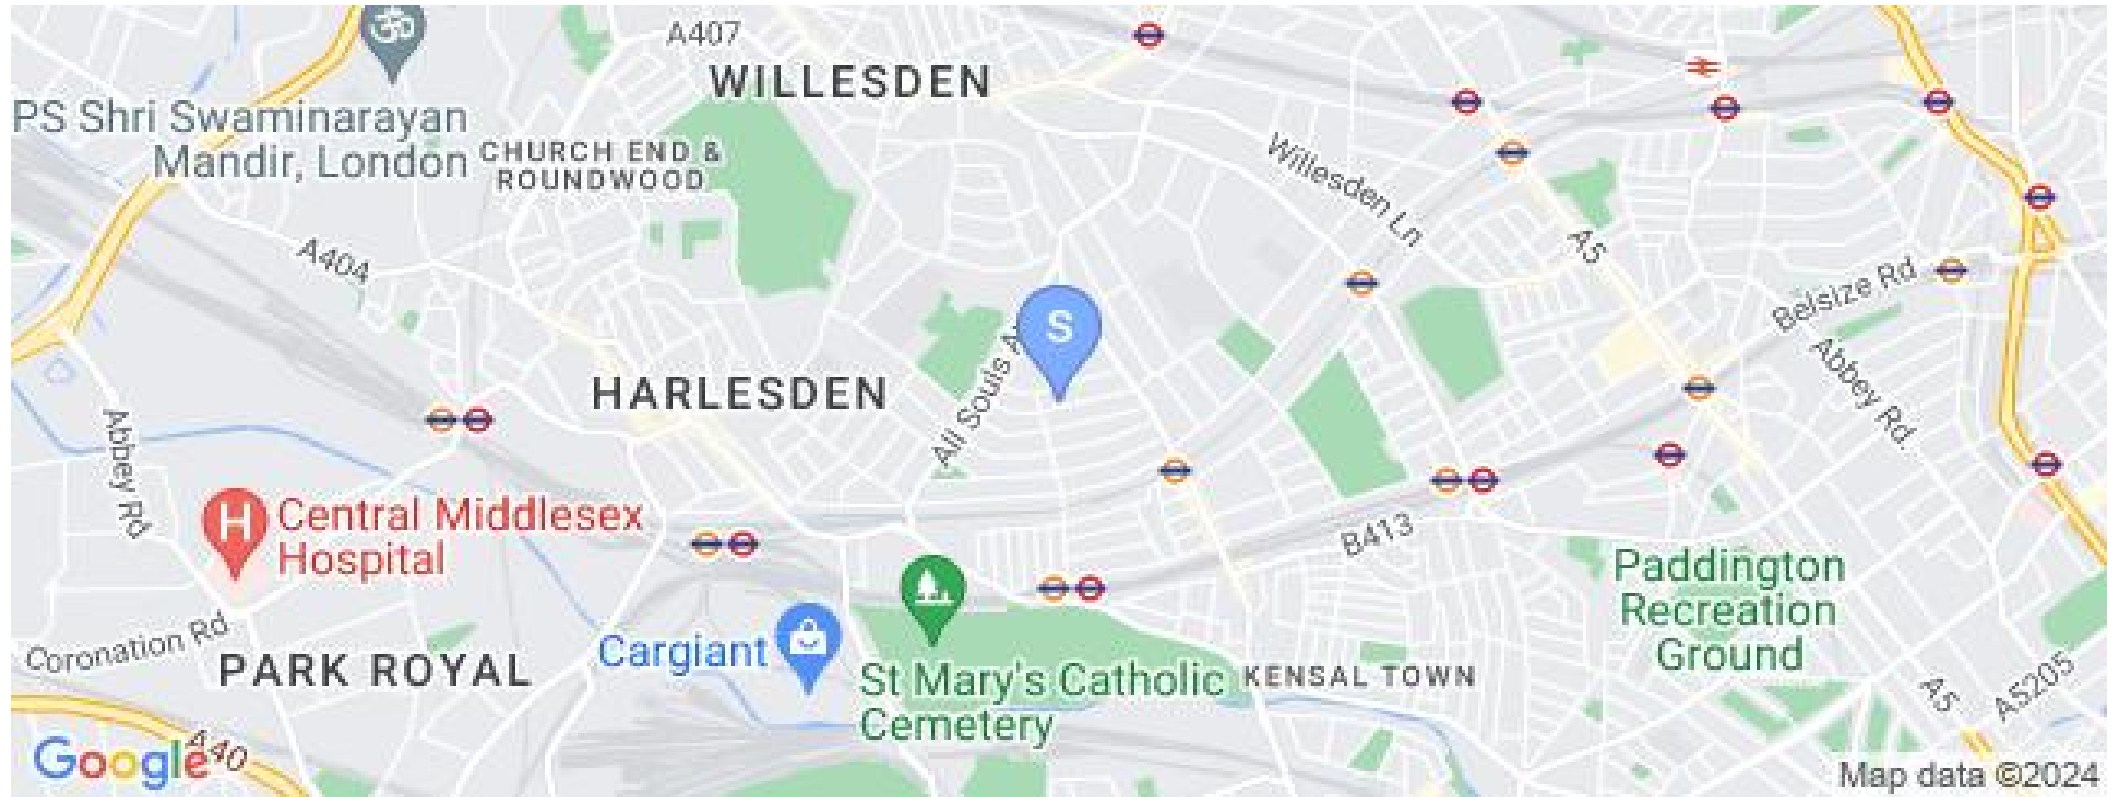 A407
WILLESDEN
PS Shri Swaminarayan
Mandir, London
CHURCH END &
ROUNDWOOD
Willesden Ln
A404
A5
Belsize Rd
S
All Souls A
HARLESDEN
Abbey Rd
Abbey Rd
H
Central Middlesex
Hospital
B413
Paddington
Recreation
Ground
Coronation Rd
PARK ROYAL
Cargiant
St Mary's Catholic
Cemetery
KENSAL TOWN
A5
A5205
Google
A40
Map data ©2024